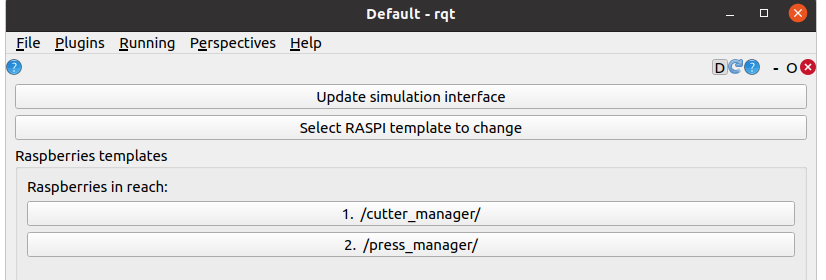 Default - rqt
File Plugins Running Perspectives Help
? D ? - O
Update simulation interface
Select RASPI template to change
Raspberries templates
Raspberries in reach:
1. /cutter_manager/
2. /press_manager/